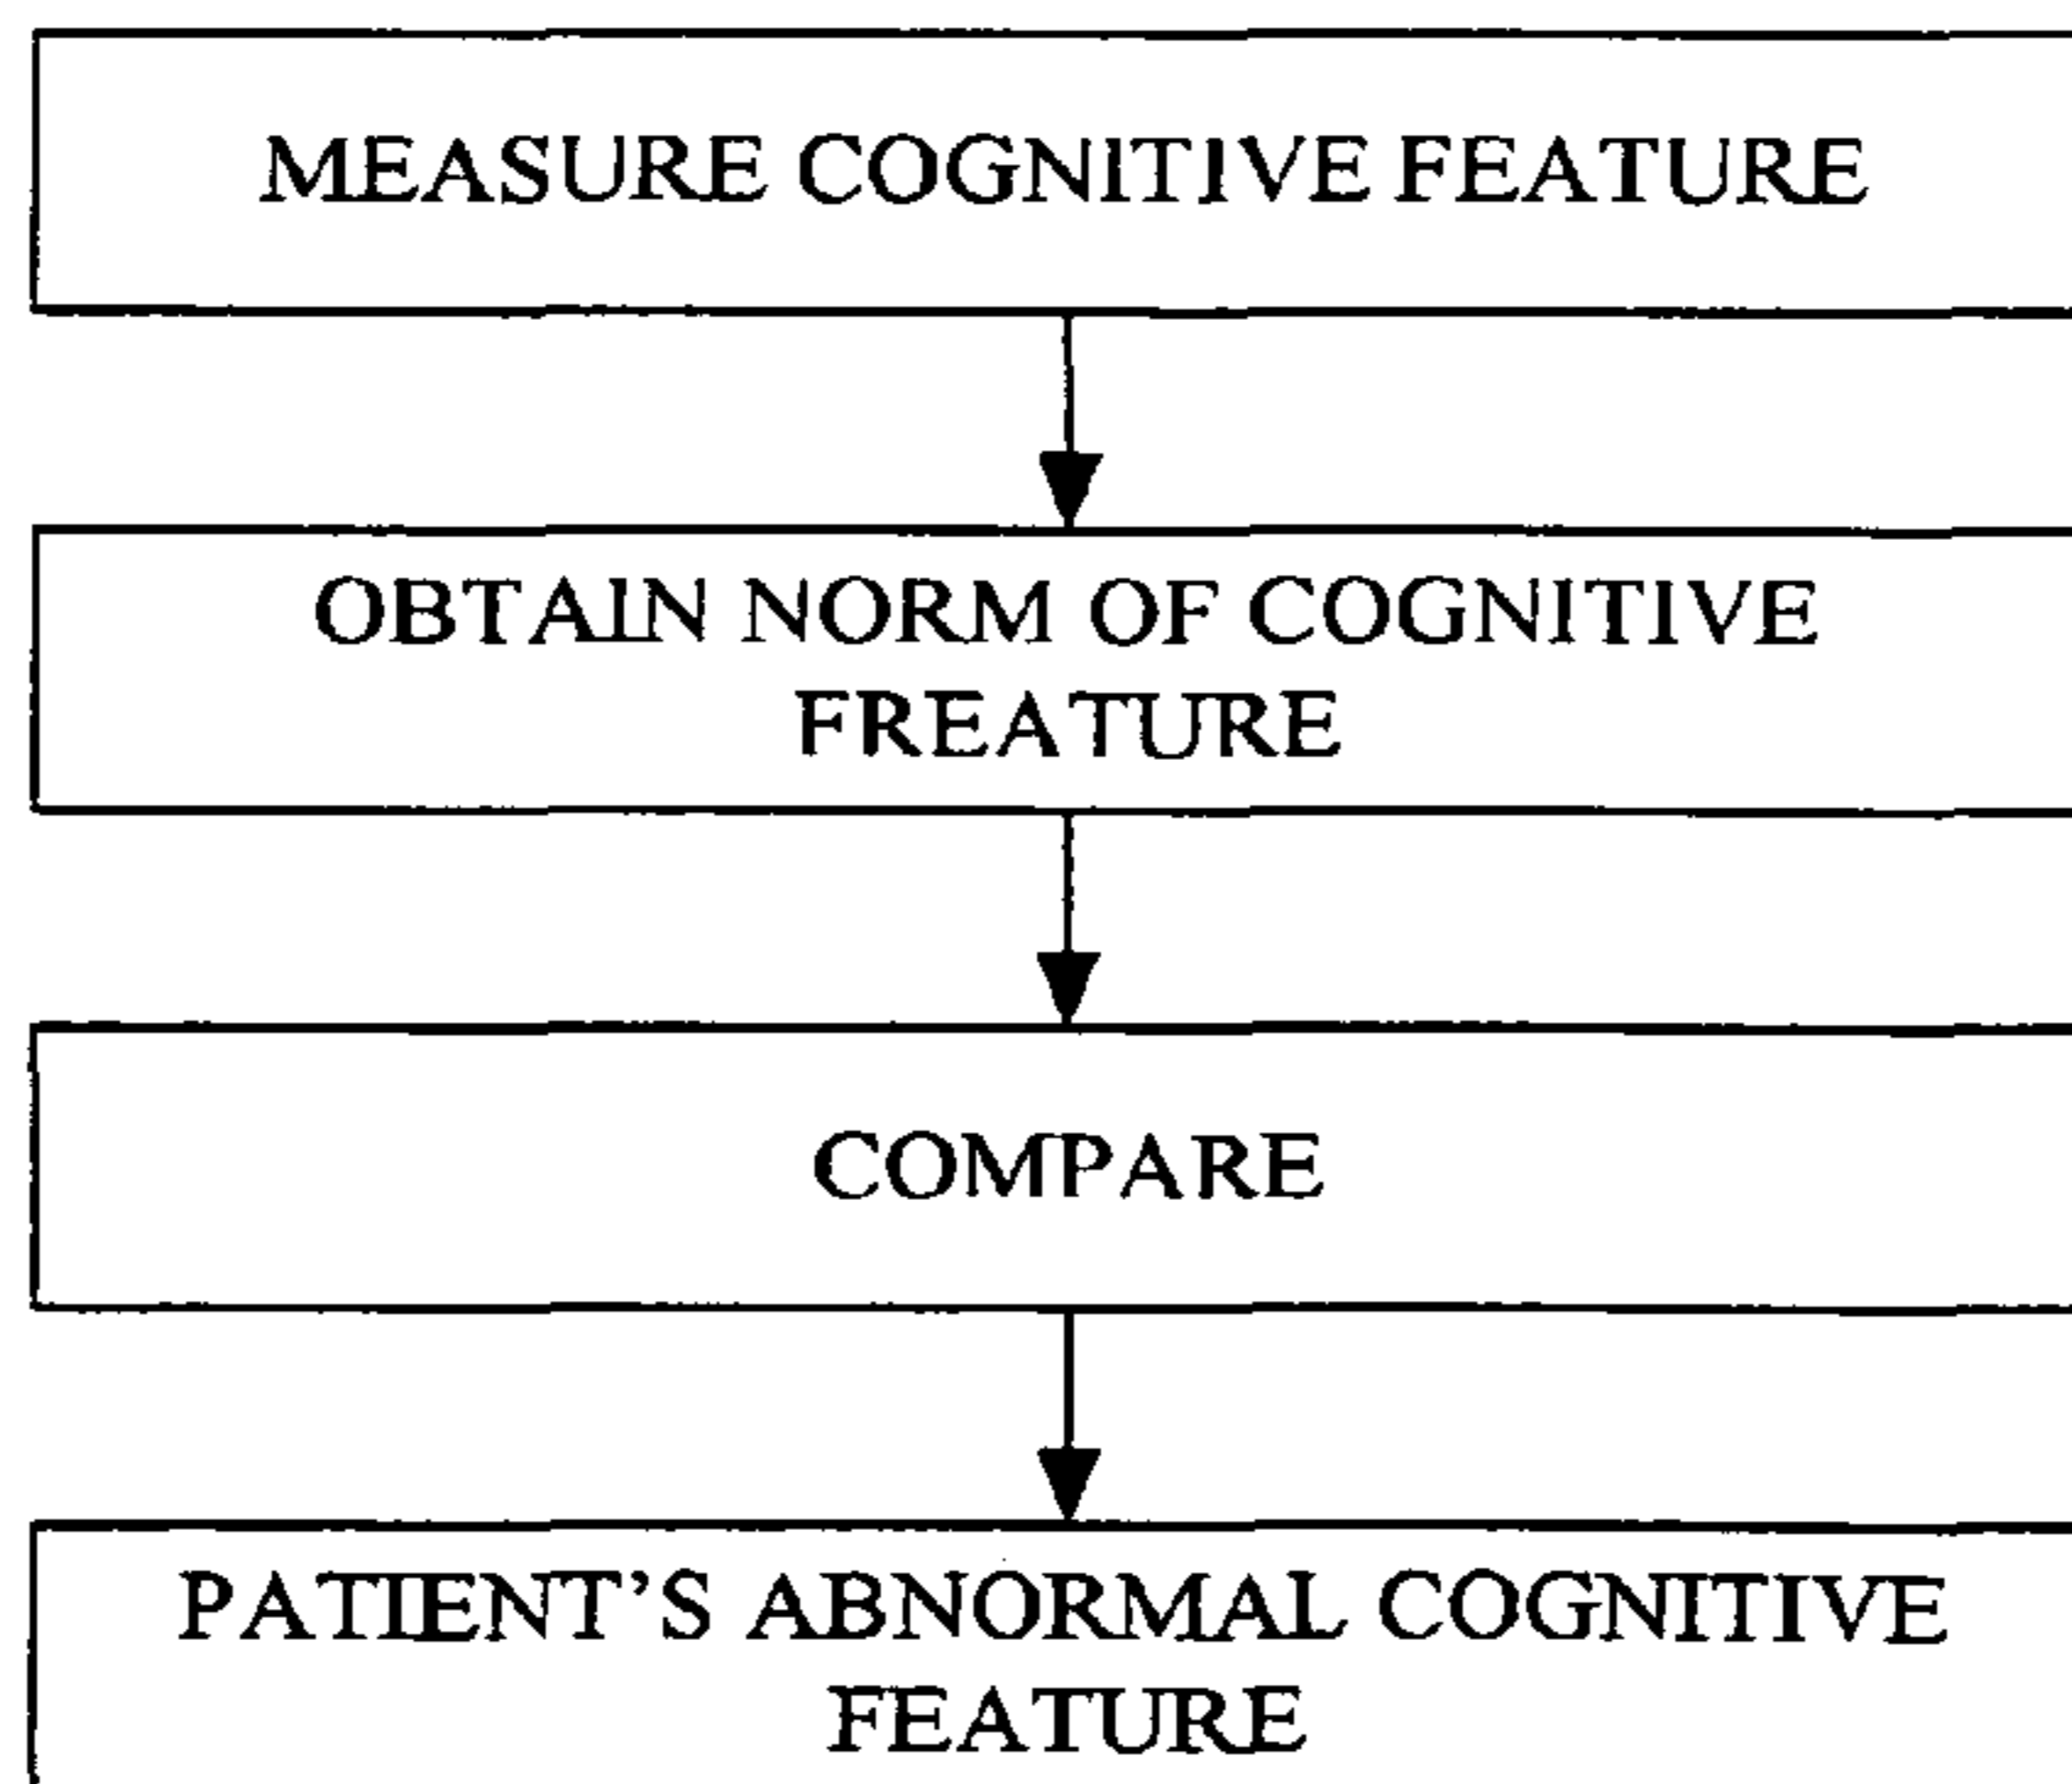 MEASURE COGNITIVE FEATURE
OBTAIN NORM OF COGNITIVE
FREATURE
COMPARE
PATIENT'S ABNORMAL COGNITIVE
FEATURE